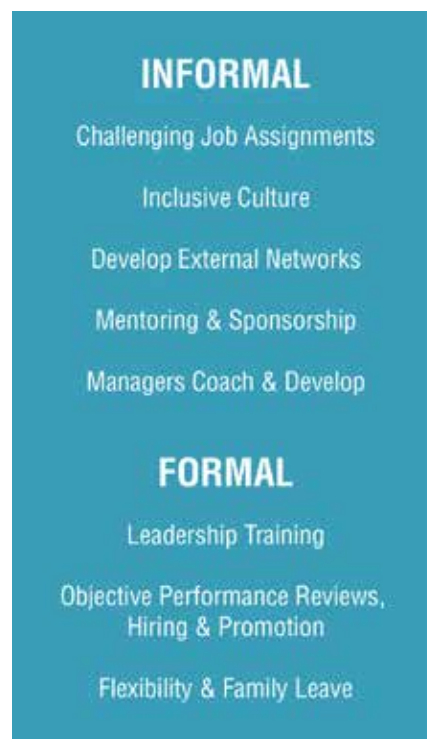 INFORMAL
Challenging Job Assignments
Inclusive Culture
Develop External Networks
Mentoring & Sponsorship
Managers Coach & Develop
FORMAL
Leadership Training
Objective Performance Reviews,
Hiring & Promotion
Flexibility & Family Leave